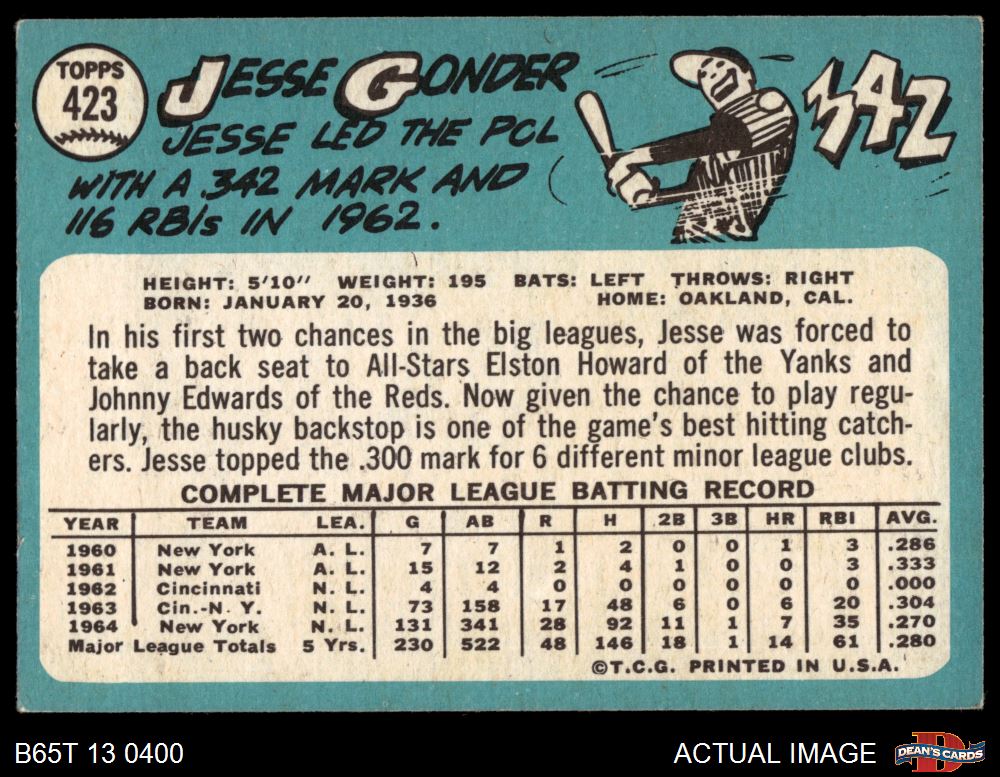 TOPPS
423
JESSE GONDER
JESSE LED THE PCL
WITH A .342 MARK AND
116 RBIs IN 1962.
342
HEIGHT: 5'10" WEIGHT: 195 BATS: LEFT THROWS: RIGHT
BORN: JANUARY 20, 1936 HOME: OAKLAND, CAL.
In his first two chances in the big leagues, Jesse was forced to
take a back seat to All-Stars Elston Howard of the Yanks and
Johnny Edwards of the Reds. Now given the chance to play regu-
larly, the husky backstop is one of the game's best hitting catch-
ers. Jesse topped the .300 mark for 6 different minor league clubs.
COMPLETE MAJOR LEAGUE BATTING RECORD
YEAR TEAM LEA. G AB R H 2B 3B HR RBI AVG.
1960 New York A. L. 7 7 1 2 0 0 1 3 .286
1961 New York A. L. 15 12 2 4 1 0 0 3 .333
1962 Cincinnati N. L. 4 4 0 0 0 0 0 0 .000
1963 Cin.-N. Y. N. L. 73 158 17 48 6 0 6 20 .304
1964 New York N. L. 131 341 28 92 11 1 7 35 .270
Major League Totals 5 Yrs. 230 522 48 146 18 1 14 61 .280
©T.C.G. PRINTED IN U.S.A.
B65T 13 0400 ACTUAL IMAGE DEAN'S CARDS